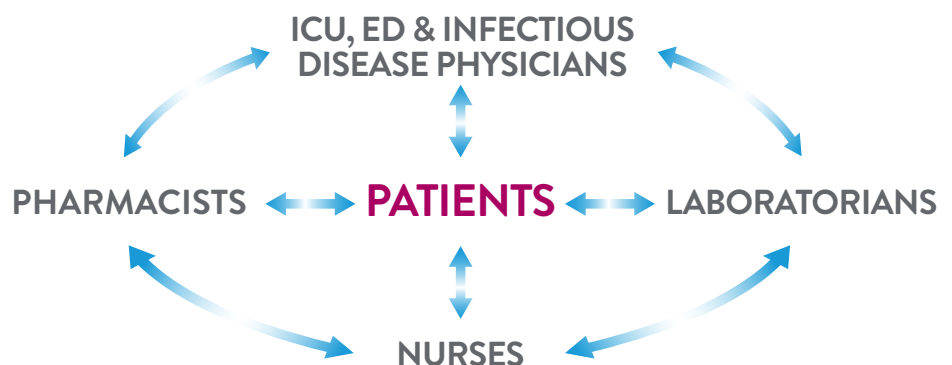 ICU, ED & INFECTIOUS
DISEASE PHYSICIANS
PHARMACISTS
PATIENTS
LABORATORIANS
NURSES